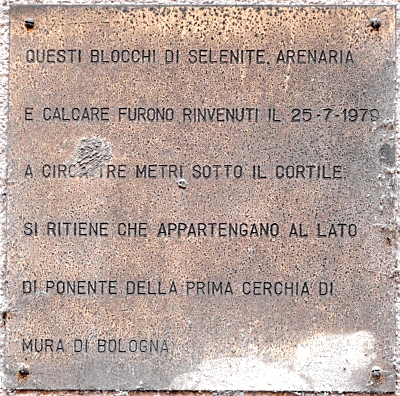 QUESTI BLOCCHI DI SELENITE, ARENARIA
E CALCARE FURONO RINVENUTI IL 25-7-1979
A CIRCA TRE METRI SOTTO IL CORTILE.
SI RITIENE CHE APPARTENGANO AL LATO
DI PONENTE DELLA PRIMA CERCHIA DI
MURA DI BOLOGNA